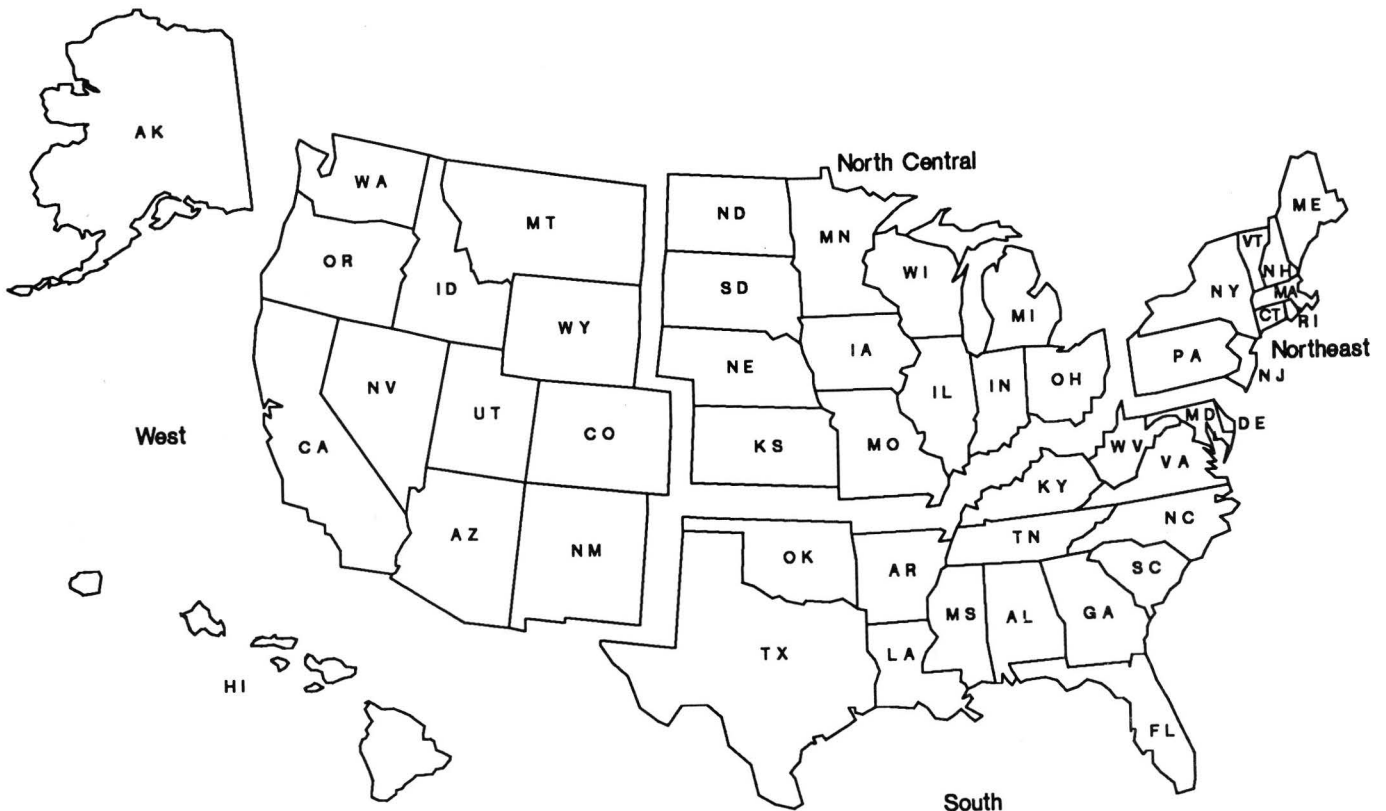 AK
WA
North Central
MT
ND
MN
ME
OR
VT
ID
SD
WI
NH
NY
MA
WY
MI
CT
RI
IA
PA
Northeast
NE
NV
IL
IN
OH
NJ
UT
CO
West
CA
KS
MO
MD
DE
WV
VA
KY
AZ
NM
TN
NC
OK
AR
SC
MS
AL
GA
TX
LA
HI
FL
South